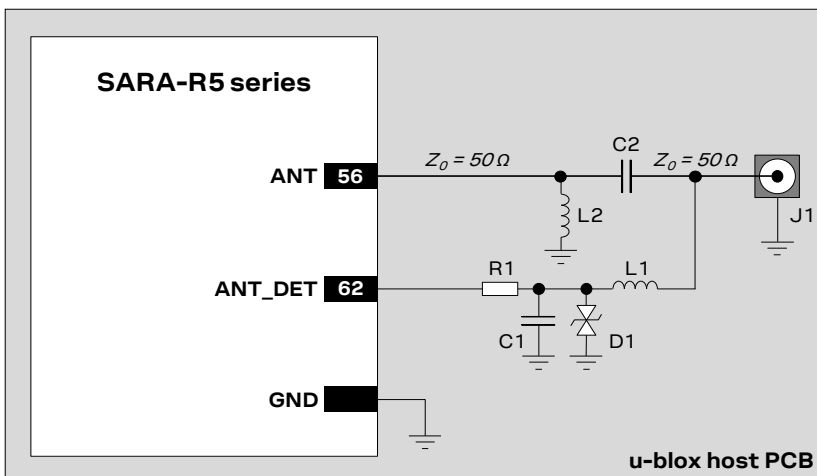 SARA-R5 series
C2
ANT 56 Z₀ = 50 Ω Z₀ = 50 Ω
L2
J1
R1 L1
ANT_DET 62
C1 D1
GND
u-blox host PCB